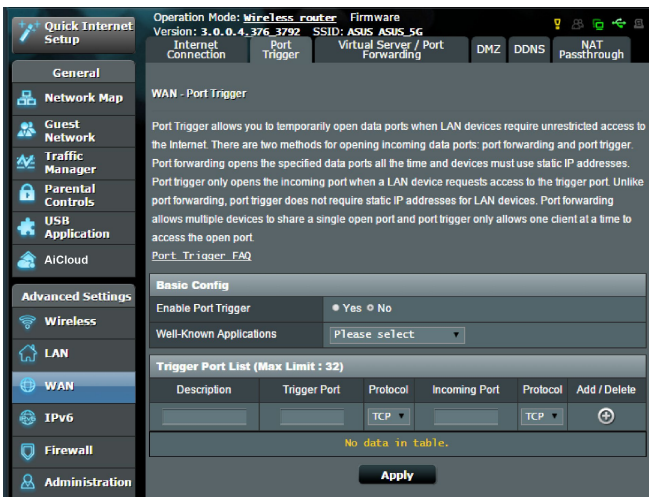 Quick Internet
Setup
General
Network Map
Guest
Network
Traffic
Manager
Parental
Controls
USB
Application
AiCloud
Advanced Settings
Wireless
LAN
WAN
IPv6
Firewall
Administration
Operation Mode: Wireless router Firmware
Version: 3.0.0.4.376_3792 SSID: ASUS ASUS_5G
Internet
Connection
Port
Trigger
Virtual Server / Port
Forwarding
DMZ
DDNS
NAT
Passthrough
WAN - Port Trigger
Port Trigger allows you to temporarily open data ports when LAN devices require unrestricted access to
the Internet. There are two methods for opening incoming data ports: port forwarding and port trigger.
Port forwarding opens the specified data ports all the time and devices must use static IP addresses.
Port trigger only opens the incoming port when a LAN device requests access to the trigger port. Unlike
port forwarding, port trigger does not require static IP addresses for LAN devices. Port forwarding
allows multiple devices to share a single open port and port trigger only allows one client at a time to
access the open port.
Port Trigger FAQ
Basic Config
Enable Port Trigger Yes No
Well-Known Applications Please select
Trigger Port List (Max Limit : 32)
Description Trigger Port Protocol Incoming Port Protocol Add / Delete
TCP TCP
No data in table.
Apply